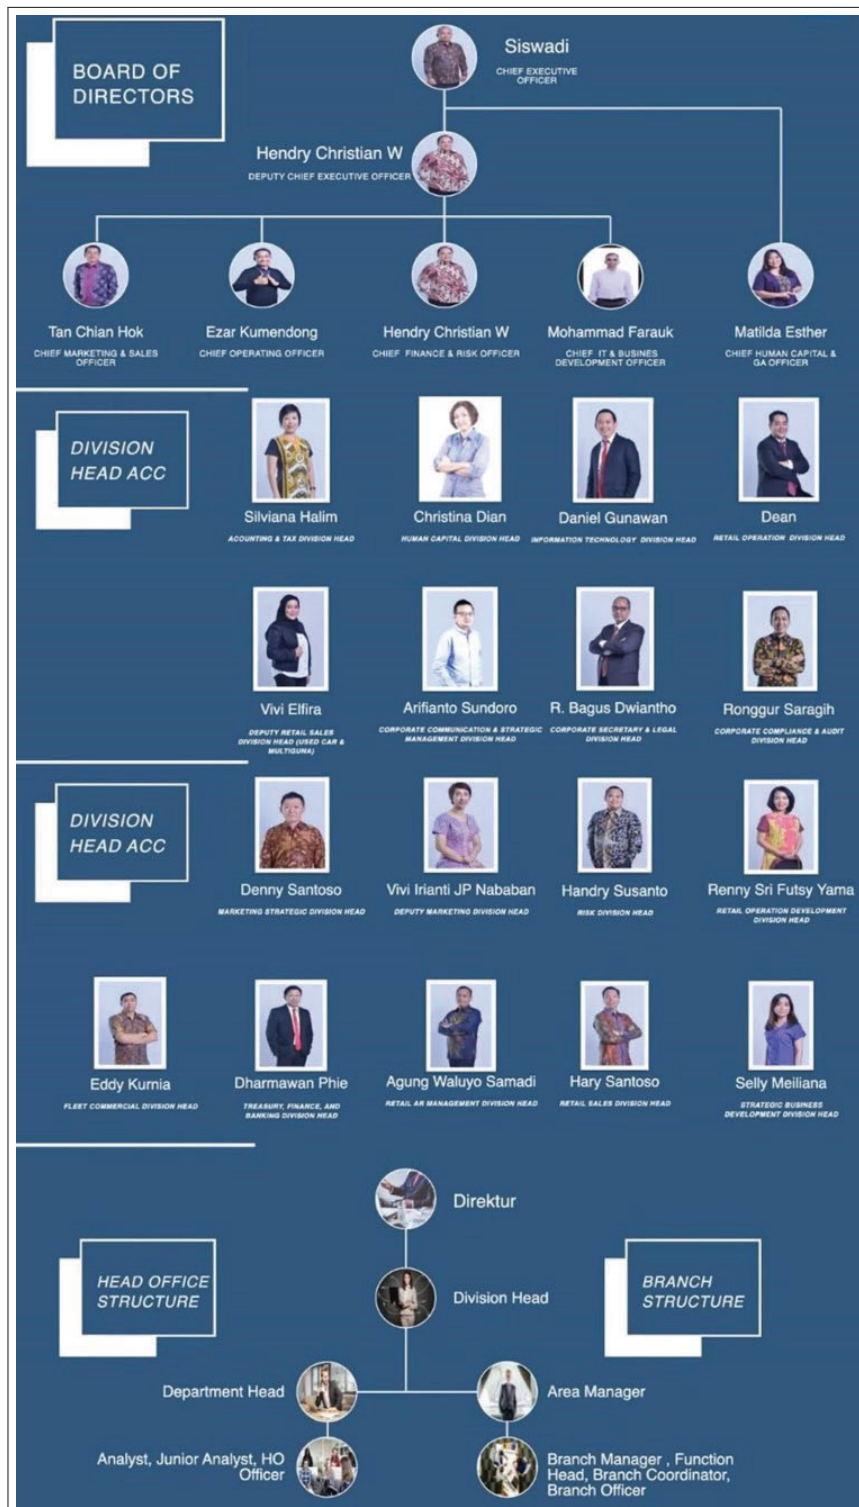 BOARD OF
DIRECTORS
Siswadi
CHIEF EXECUTIVE
OFFICER
Hendry Christian W
DEPUTY CHIEF EXECUTIVE OFFICER
Tan Chian Hok
CHIEF MARKETING & SALES
OFFICER
Ezar Kumendong
CHIEF OPERATING OFFICER
Hendry Christian W
CHIEF FINANCE & RISK OFFICER
Mohammad Farauk
CHIEF IT & BUSINES
DEVELOPMENT OFFICER
Matilda Esther
CHIEF HUMAN CAPITAL &
GA OFFICER
DIVISION
HEAD ACC
Silviana Halim
ACOUNTING & TAX DIVISION HEAD
Christina Dian
HUMAN CAPITAL DIVISION HEAD
Daniel Gunawan
INFORMATION TECHNOLOGY DIVISION HEAD
Dean
RETAIL OPERATION DIVISION HEAD
Vivi Elfira
DEPUTY RETAIL SALES
DIVISION HEAD (USED CAR &
MULTIGUNA)
Arifianto Sundoro
CORPORATE COMMUNICATION & STRATEGIC
MANAGEMENT DIVISION HEAD
R. Bagus Dwiantho
CORPORATE SECRETARY & LEGAL
DIVISION HEAD
Ronggur Saragih
CORPORATE COMPLIANCE & AUDIT
DIVISION HEAD
DIVISION
HEAD ACC
Denny Santoso
MARKETING STRATEGIC DIVISION HEAD
Vivi Irianti JP Nababan
DEPUTY MARKETING DIVISION HEAD
Handry Susanto
RISK DIVISION HEAD
Renny Sri Futsy Yama
RETAIL OPERATION DEVELOPMENT
DIVISION HEAD
Eddy Kurnia
FLEET COMMERCIAL DIVISION HEAD
Dharmawan Phie
TREASURY, FINANCE, AND
BANKING DIVISION HEAD
Agung Waluyo Samadi
RETAIL AR MANAGEMENT DIVISION HEAD
Hary Santoso
RETAIL SALES DIVISION HEAD
Selly Meiliana
STRATEGIC BUSINESS
DEVELOPMENT DIVISION HEAD
Direktur
HEAD OFFICE
STRUCTURE
Division Head
BRANCH
STRUCTURE
Department Head
Area Manager
Analyst, Junior Analyst, HO
Officer
Branch Manager , Function
Head, Branch Coordinator,
Branch Officer